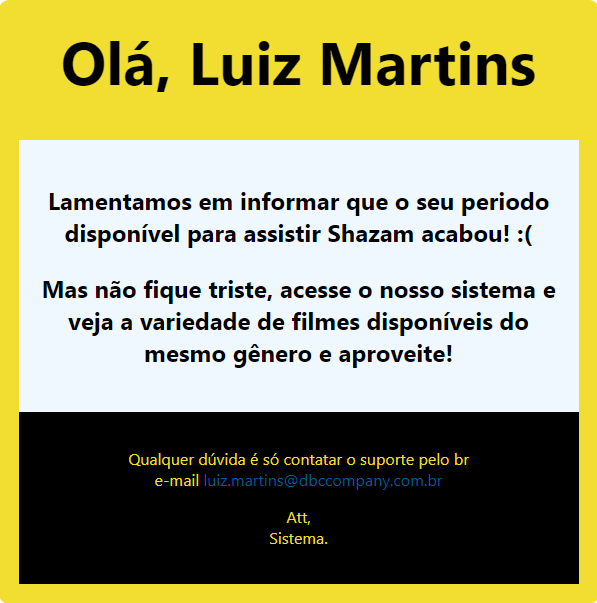 Olá, Luiz Martins
Lamentamos em informar que o seu periodo
disponível para assistir Shazam acabou! :(
Mas não fique triste, acesse o nosso sistema e
veja a variedade de filmes disponíveis do
mesmo gênero e aproveite!
Qualquer dúvida é só contatar o suporte pelo br
e-mail luiz.martins@dbccompany.com.br
Att,
Sistema.